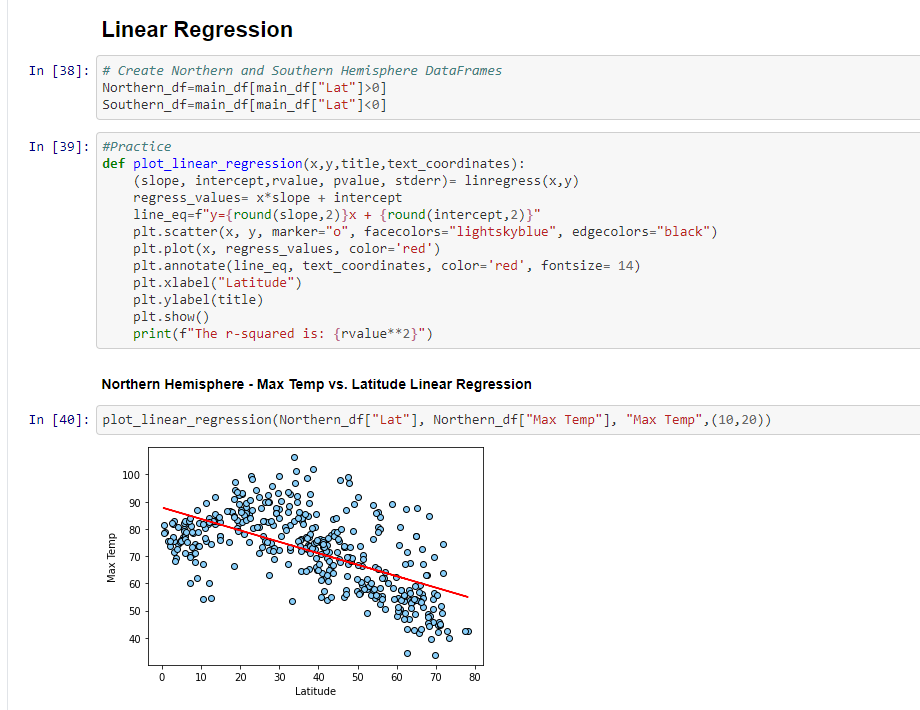 Linear Regression
In [38]:
# Create Northern and Southern Hemisphere DataFrames
Northern_df=main_df[main_df["Lat"]>0]
Southern_df=main_df[main_df["Lat"]<0]
In [39]:
#Practice
def plot_linear_regression(x,y,title,text_coordinates):
    (slope, intercept,rvalue, pvalue, stderr)= linregress(x,y)
    regress_values= x*slope + intercept
    line_eq=f"y={round(slope,2)}x + {round(intercept,2)}"
    plt.scatter(x, y, marker="o", facecolors="lightskyblue", edgecolors="black")
    plt.plot(x, regress_values, color='red')
    plt.annotate(line_eq, text_coordinates, color='red', fontsize= 14)
    plt.xlabel("Latitude")
    plt.ylabel(title)
    plt.show()
    print(f"The r-squared is: {rvalue**2}")
Northern Hemisphere - Max Temp vs. Latitude Linear Regression
In [40]:
plot_linear_regression(Northern_df["Lat"], Northern_df["Max Temp"], "Max Temp",(10,20))
Max Temp
100
90
80
70
60
50
40
0 10 20 30 40 50 60 70 80
Latitude